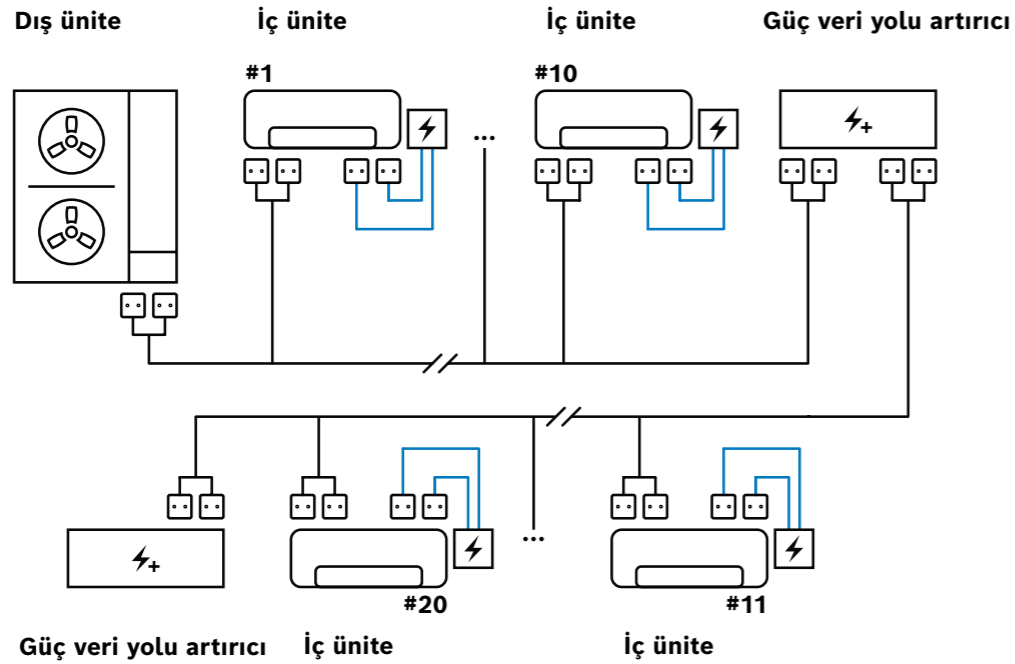 Dış ünite
İç ünite
İç ünite
Güç veri yolu artırıcı
#1
#10
...
...
#20
#11
Güç veri yolu artırıcı
İç ünite
İç ünite